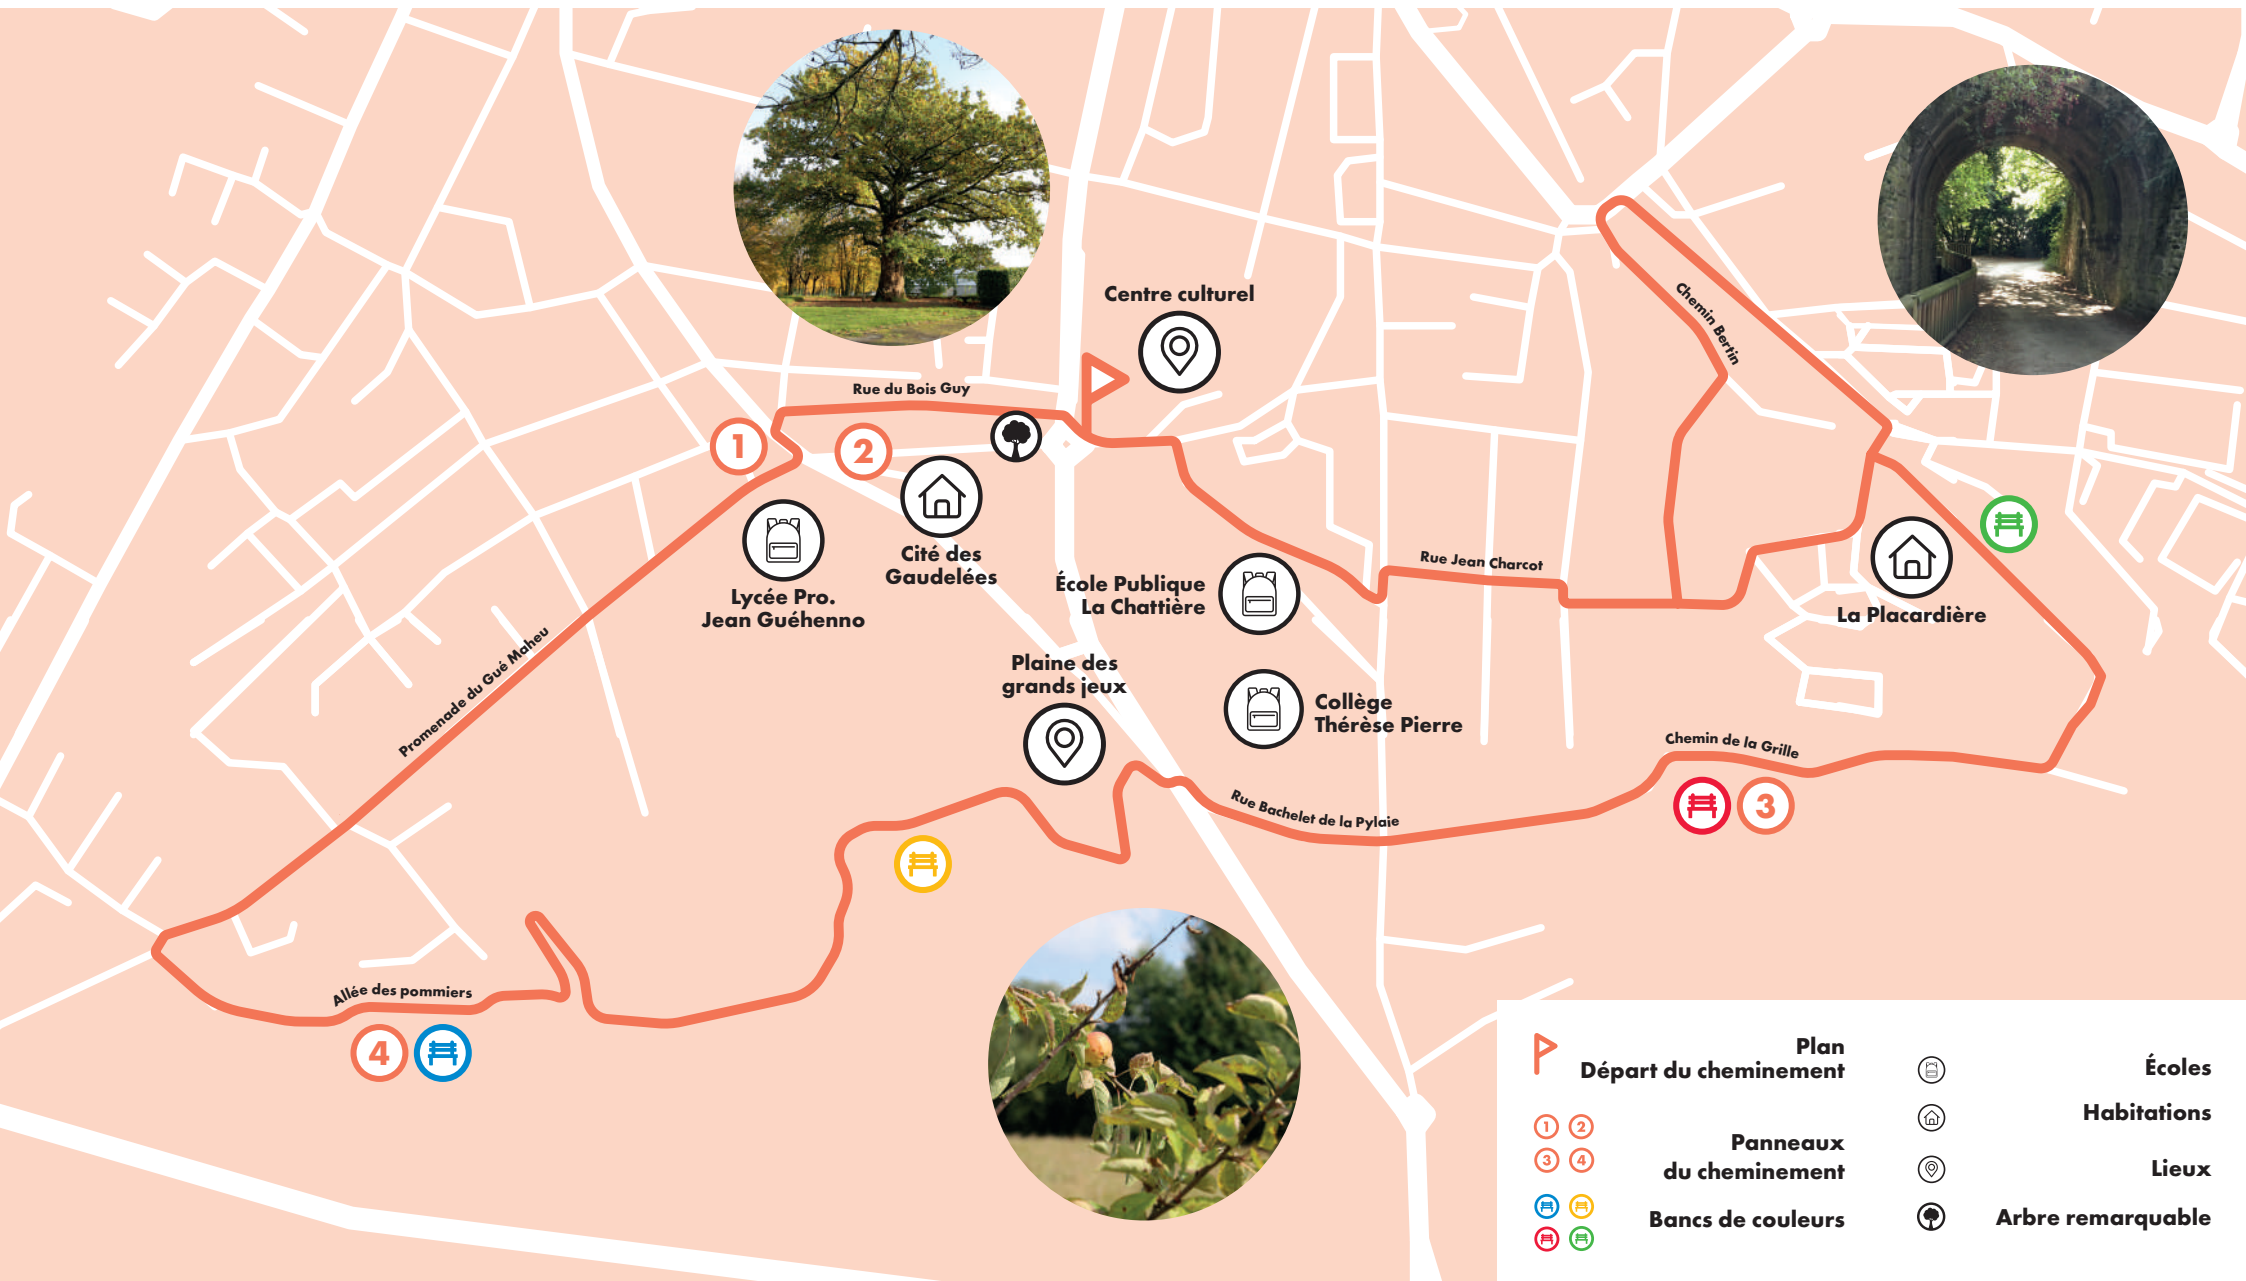 Centre culturel
Chemin Bertin
Rue du Bois Guy
1
2
Cité des
Gaudelées
Lycée Pro.
Jean Guéhenno
École Publique
La Chattière
Rue Jean Charcot
La Placardière
Promenade du Gué Maheu
Plaine des
grands jeux
Collège
Thérèse Pierre
Chemin de la Grille
Rue Bachelet de la Pylaie
3
Allée des pommiers
4
Plan
Départ du cheminement
1 2
3 4
Panneaux
du cheminement
Bancs de couleurs
Écoles
Habitations
Lieux
Arbre remarquable